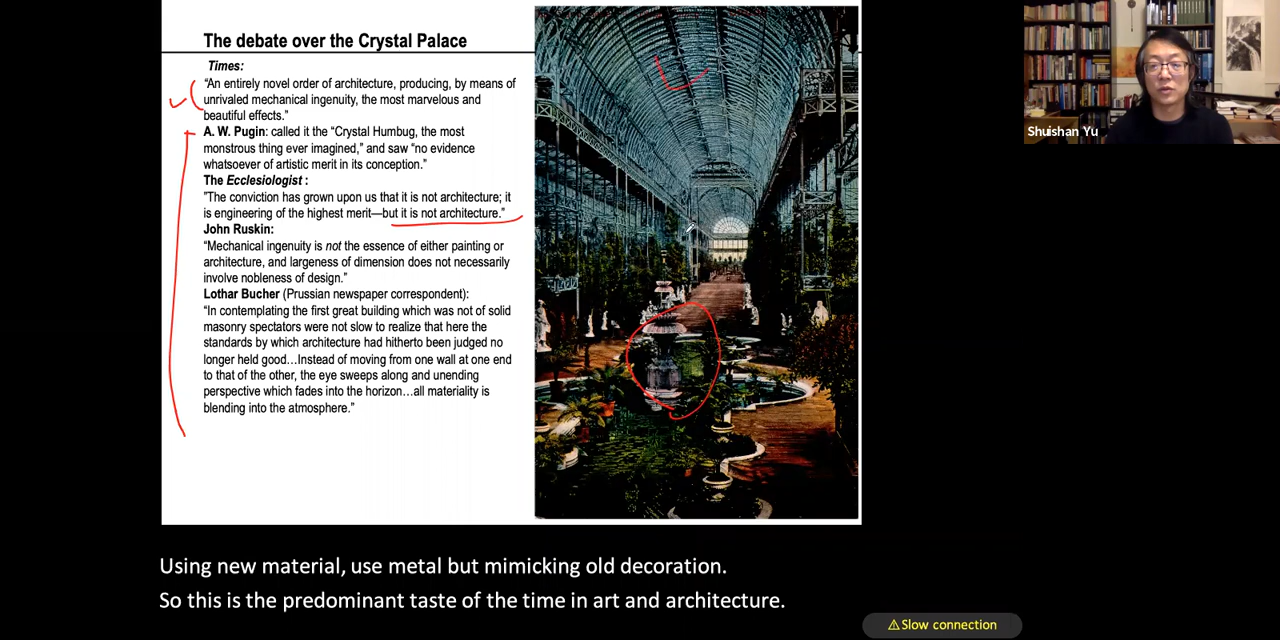 The debate over the Crystal Palace
Times:
“An entirely novel order of architecture, producing, by means of
unrivaled mechanical ingenuity, the most marvelous and
beautiful effects.”
A. W. Pugin: called it the “Crystal Humbug, the most
monstrous thing ever imagined,” and saw “no evidence
whatsoever of artistic merit in its conception.”
The Ecclesiologist :
”The conviction has grown upon us that it is not architecture; it
is engineering of the highest merit—but it is not architecture.”
John Ruskin:
“Mechanical ingenuity is not the essence of either painting or
architecture, and largeness of dimension does not necessarily
involve nobleness of design.”
Lothar Bucher (Prussian newspaper correspondent):
“In contemplating the first great building which was not of solid
masonry spectators were not slow to realize that here the
standards by which architecture had hitherto been judged no
longer held good…Instead of moving from one wall at one end
to that of the other, the eye sweeps along and unending
perspective which fades into the horizon…all materiality is
blending into the atmosphere.”
Shuishan Yu
Using new material, use metal but mimicking old decoration.
So this is the predominant taste of the time in art and architecture.
Slow connection